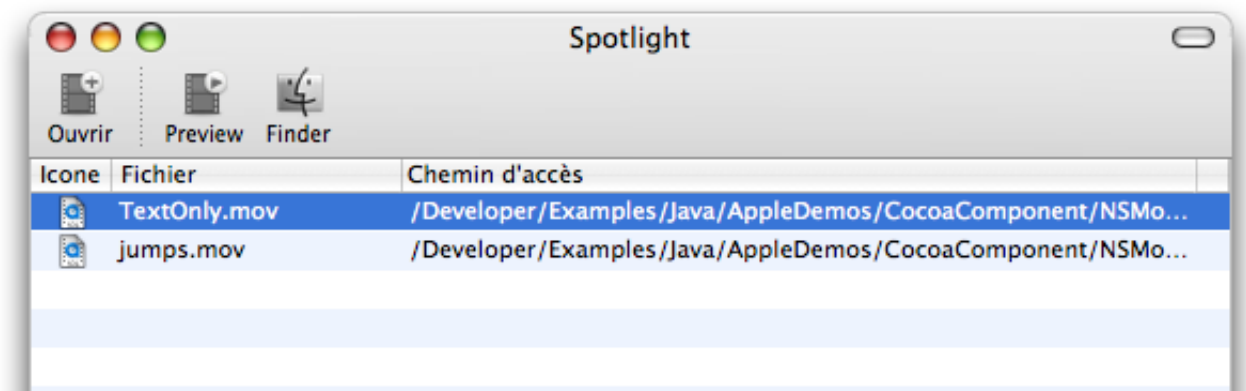 Spotlight
Ouvrir Preview Finder
Icone Fichier Chemin d'accès
TextOnly.mov /Developer/Examples/Java/AppleDemos/CocoaComponent/NSMo...
jumps.mov /Developer/Examples/Java/AppleDemos/CocoaComponent/NSMo...